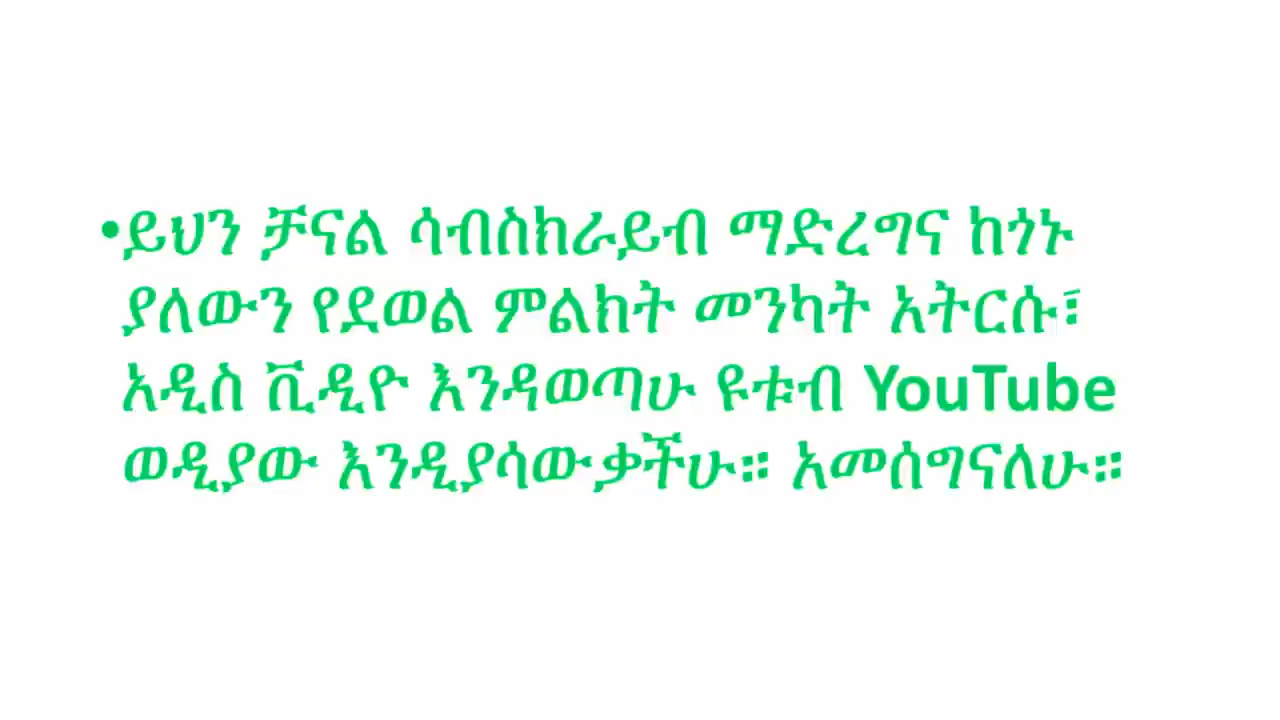 •ይህን ቻናል ሳብስክራይብ ማድረግና ከጎኑ
ያለውን የደወል ምልክት መንካት አትርሱ፣
አዲስ ቪዲዮ እንዳወጣሁ ዩቱብ YouTube
ወዲያው እንዲያሳውቃችሁ። አመሰግናለሁ።